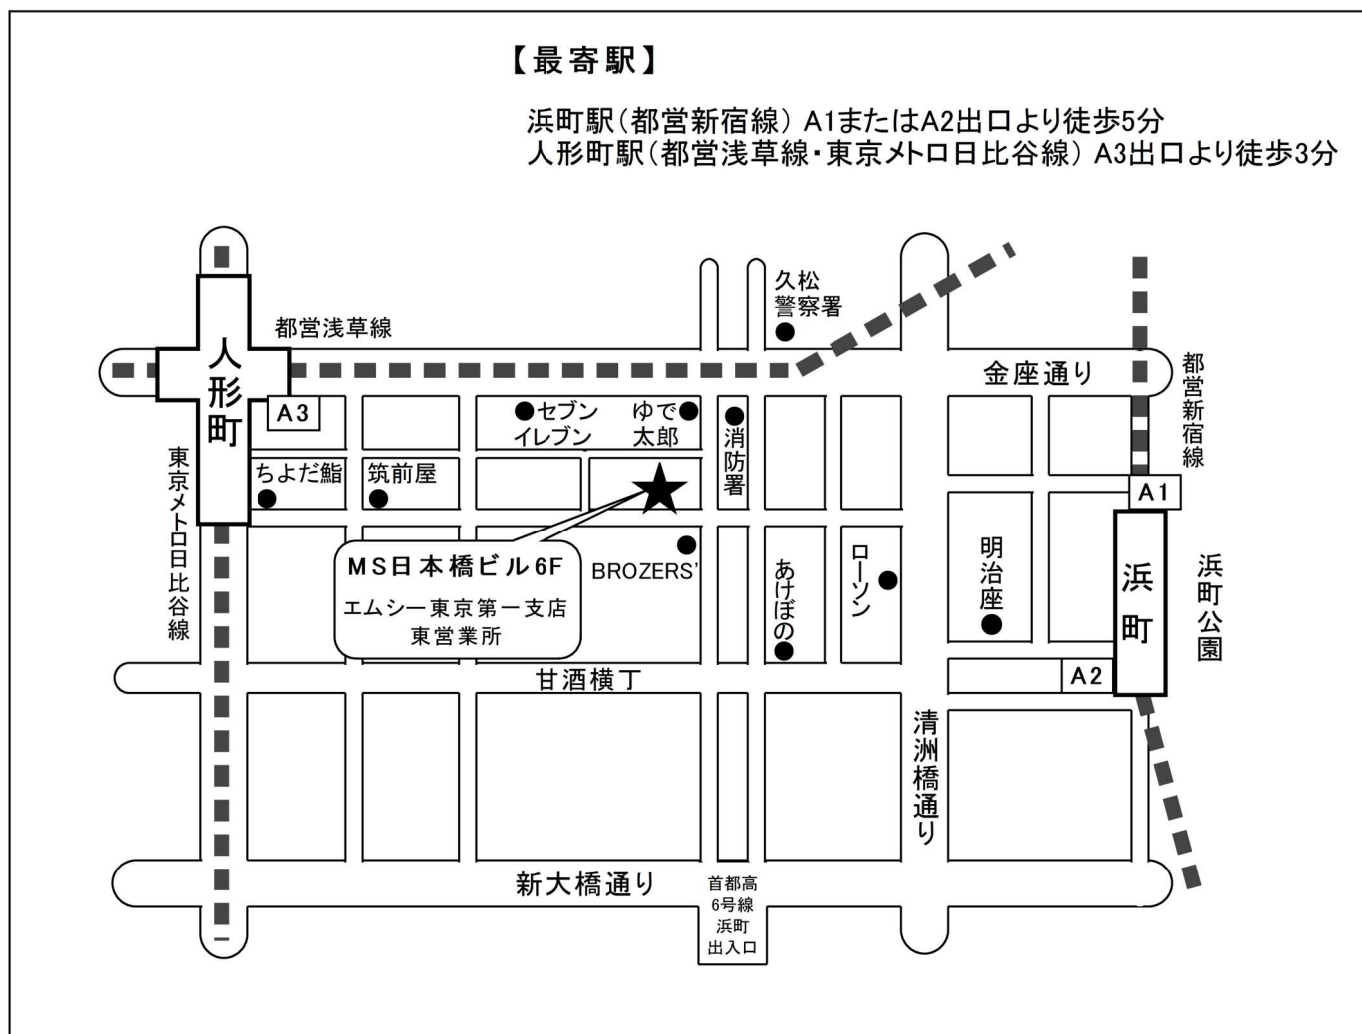 【最寄駅】
浜町駅(都営新宿線) A1またはA2出口より徒歩5分
人形町駅(都営浅草線・東京メトロ日比谷線) A3出口より徒歩3分
久松
警察署
都営浅草線
人形町
金座通り
都営新宿線
A3
セブン
イレブン
ゆで
太郎
消防署
東京メトロ日比谷線
ちよだ鮨
筑前屋
A1
MS日本橋ビル6F
エムシー東京第一支店
東営業所
BROZERS'
あけぼの
ローソン
明治座
浜町
浜町公園
A2
甘酒横丁
清洲橋通り
新大橋通り
首都高
6号線
浜町
出入口